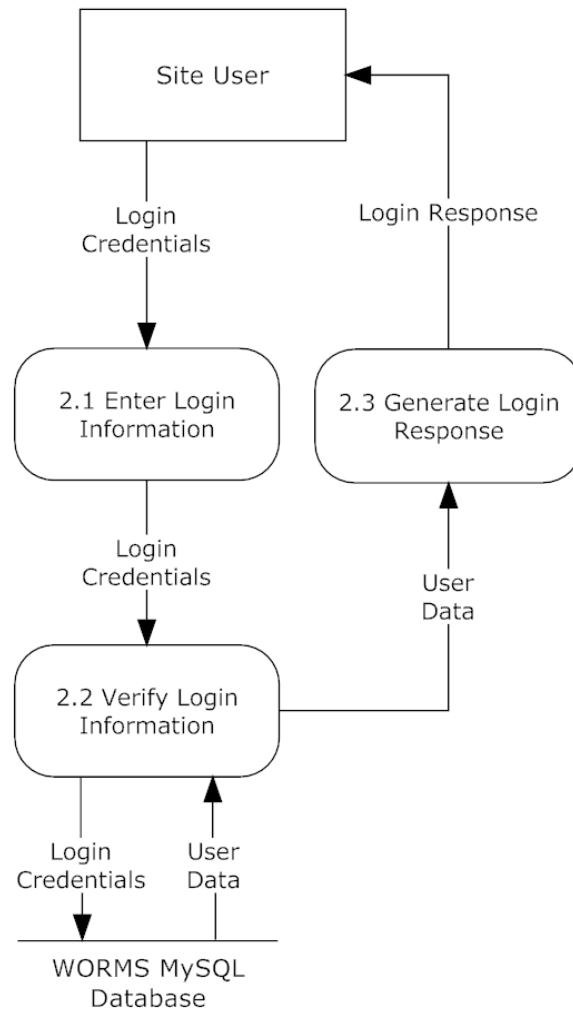 Site User
Login
Credentials
Login Response
2.1 Enter Login
Information
2.3 Generate Login
Response
Login
Credentials
User
Data
2.2 Verify Login
Information
Login
Credentials
User
Data
WORMS MySQL
Database